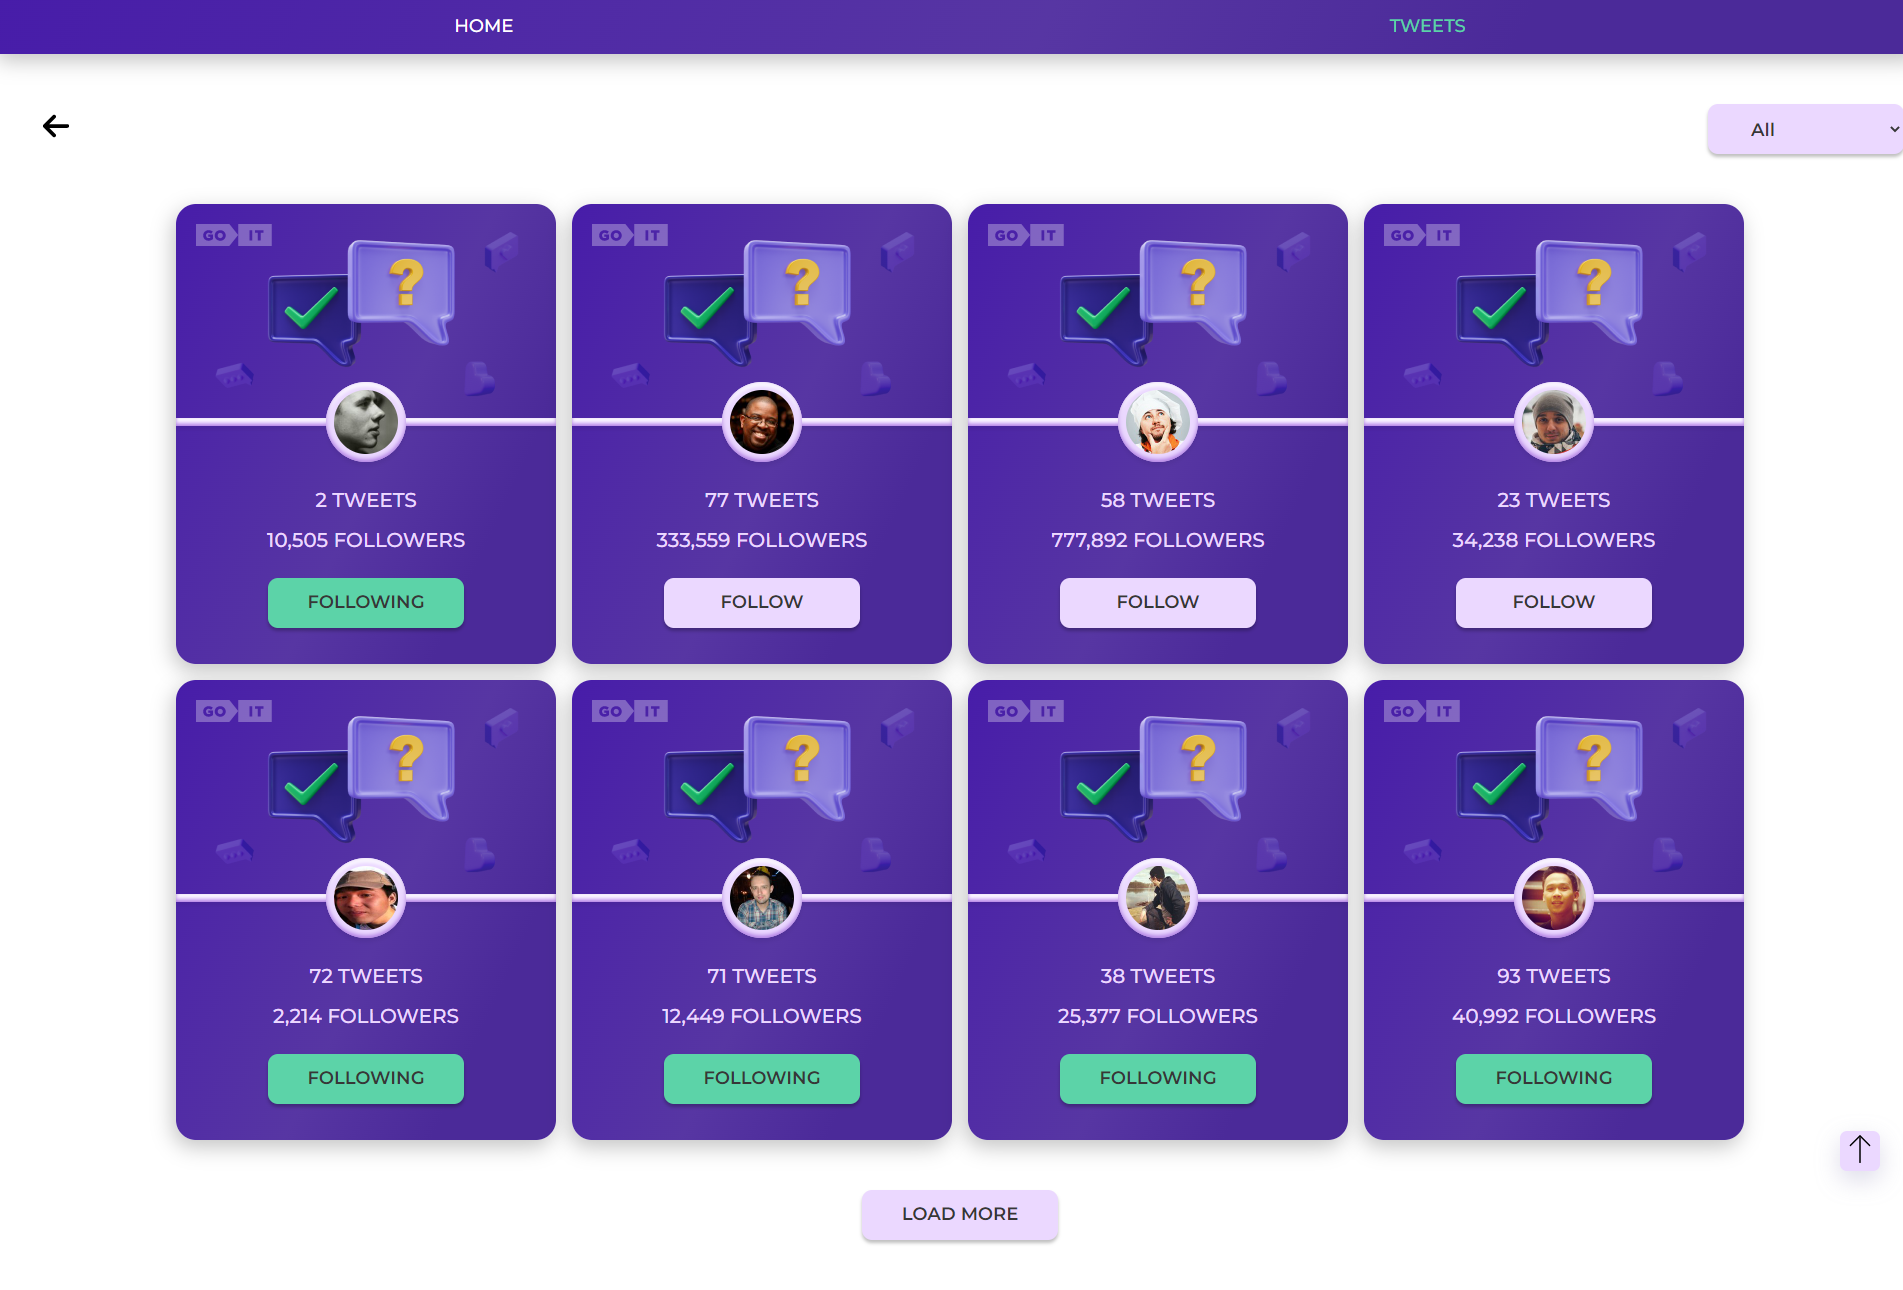 HOME
TWEETS
All
GO IT
?
2 TWEETS
10,505 FOLLOWERS
FOLLOWING
GO IT
?
77 TWEETS
333,559 FOLLOWERS
FOLLOW
GO IT
?
58 TWEETS
777,892 FOLLOWERS
FOLLOW
GO IT
?
23 TWEETS
34,238 FOLLOWERS
FOLLOW
GO IT
?
72 TWEETS
2,214 FOLLOWERS
FOLLOWING
GO IT
?
71 TWEETS
12,449 FOLLOWERS
FOLLOWING
GO IT
?
38 TWEETS
25,377 FOLLOWERS
FOLLOWING
GO IT
?
93 TWEETS
40,992 FOLLOWERS
FOLLOWING
LOAD MORE